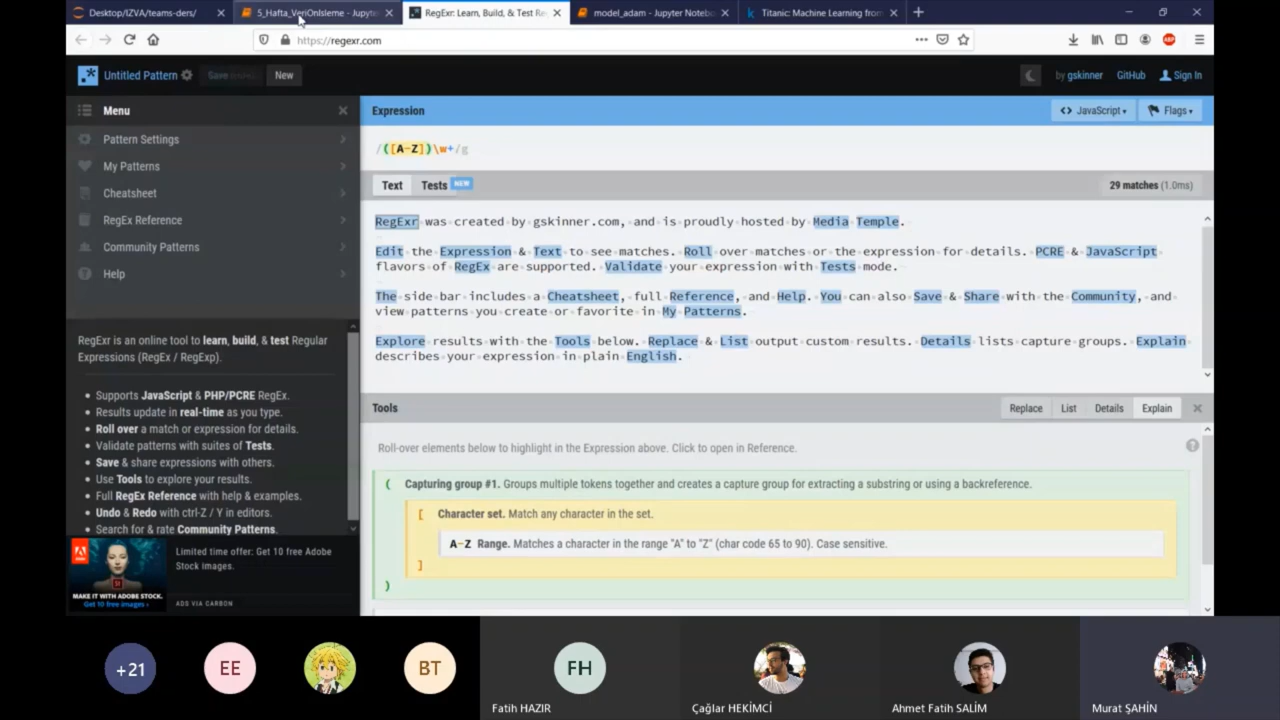 Desktop/IZVA/teams-ders/
5_Hafta_VeriOnIsleme - Jupyte
RegExr: Learn, Build, & Test Re
model_adam - Jupyter Noteboo
Titanic: Machine Learning from
https://regexr.com
Untitled Pattern
New
by gskinner
GitHub
Sign In
Menu
Expression
JavaScript
Flags
Pattern Settings
My Patterns
Cheatsheet
RegEx Reference
Community Patterns
Help
/([A-Z])\w+/g
Text
Tests
NEW
29 matches (1.0ms)
RegExr was created by gskinner.com, and is proudly hosted by Media Temple.
Edit the Expression & Text to see matches. Roll over matches or the expression for details. PCRE & JavaScript
flavors of RegEx are supported. Validate your expression with Tests mode.
The side bar includes a Cheatsheet, full Reference, and Help. You can also Save & Share with the Community, and
view patterns you create or favorite in My Patterns.
Explore results with the Tools below. Replace & List output custom results. Details lists capture groups. Explain
describes your expression in plain English.
RegExr is an online tool to learn, build, & test Regular
Expressions (RegEx / RegExp).
Supports JavaScript & PHP/PCRE RegEx.
Results update in real-time as you type.
Roll over a match or expression for details.
Validate patterns with suites of Tests.
Save & share expressions with others.
Use Tools to explore your results.
Full RegEx Reference with help & examples.
Undo & Redo with ctrl-Z / Y in editors.
Search for & rate Community Patterns.
Tools
Replace
List
Details
Explain
Roll-over elements below to highlight in the Expression above. Click to open in Reference.
( Capturing group #1. Groups multiple tokens together and creates a capture group for extracting a substring or using a backreference.
[ Character set. Match any character in the set.
A-Z Range. Matches a character in the range "A" to "Z" (char code 65 to 90). Case sensitive.
]
)
Limited time offer: Get 10 free Adobe
Stock images.
MAKE IT WITH ADOBE STOCK.
Get 10 free images ›
ADS VIA CARBON
+21
EE
BT
FH
Fatih HAZIR
Çağlar HEKİMCİ
Ahmet Fatih SALİM
Murat ŞAHİN